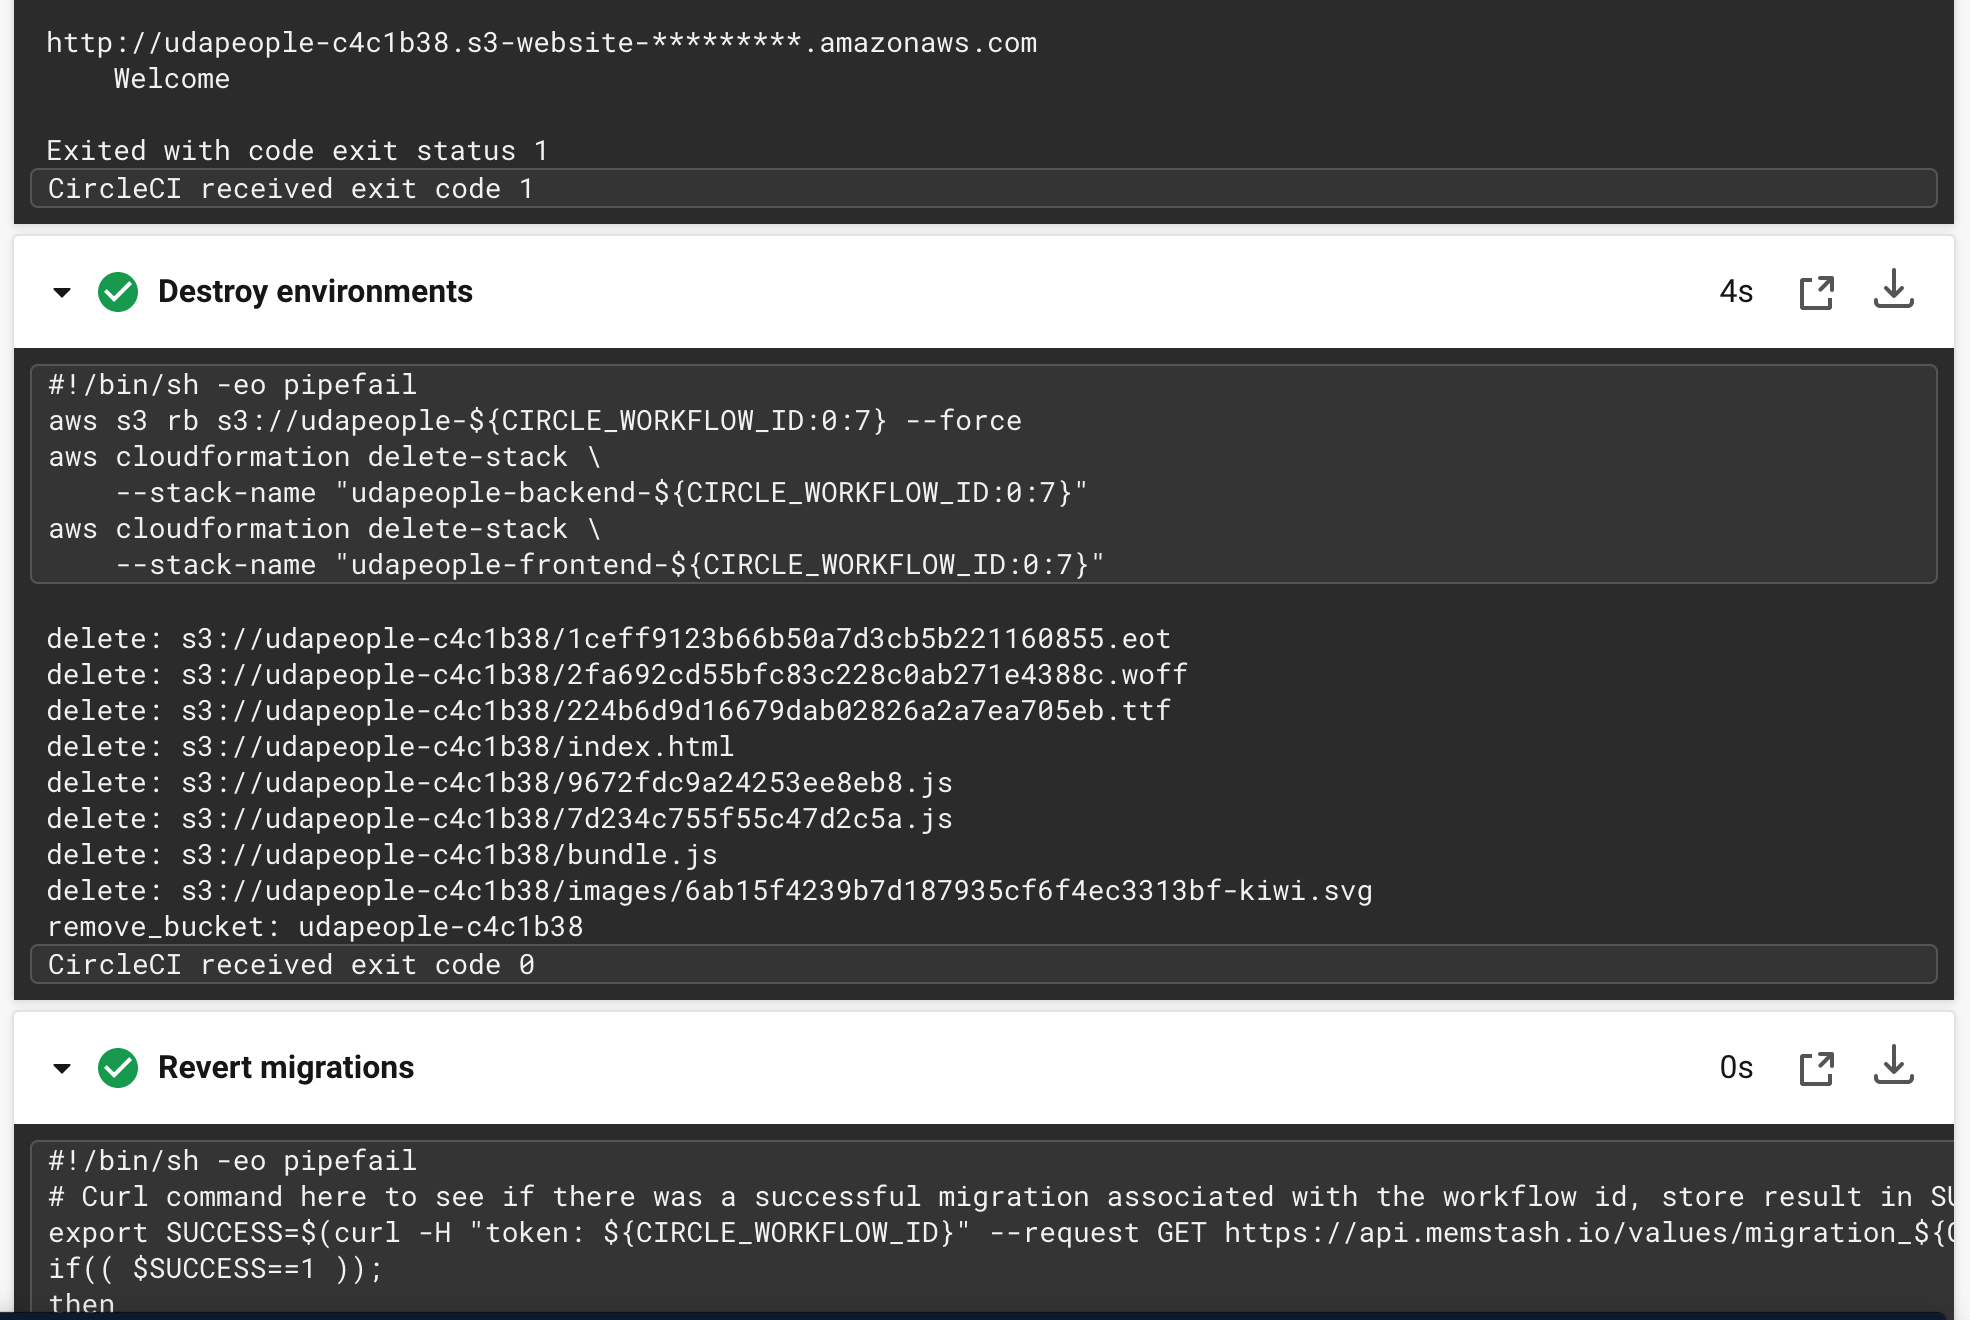 http://udapeople-c4c1b38.s3-website-*********.amazonaws.com
Welcome
Exited with code exit status 1
CircleCI received exit code 1
Destroy environments
4s
#!/bin/sh -eo pipefail
aws s3 rb s3://udapeople-${CIRCLE_WORKFLOW_ID:0:7} --force
aws cloudformation delete-stack \
--stack-name "udapeople-backend-${CIRCLE_WORKFLOW_ID:0:7}"
aws cloudformation delete-stack \
--stack-name "udapeople-frontend-${CIRCLE_WORKFLOW_ID:0:7}"
delete: s3://udapeople-c4c1b38/1ceff9123b66b50a7d3cb5b221160855.eot
delete: s3://udapeople-c4c1b38/2fa692cd55bfc83c228c0ab271e4388c.woff
delete: s3://udapeople-c4c1b38/224b6d9d16679dab02826a2a7ea705eb.ttf
delete: s3://udapeople-c4c1b38/index.html
delete: s3://udapeople-c4c1b38/9672fdc9a24253ee8eb8.js
delete: s3://udapeople-c4c1b38/7d234c755f55c47d2c5a.js
delete: s3://udapeople-c4c1b38/bundle.js
delete: s3://udapeople-c4c1b38/images/6ab15f4239b7d187935cf6f4ec3313bf-kiwi.svg
remove_bucket: udapeople-c4c1b38
CircleCI received exit code 0
Revert migrations
0s
#!/bin/sh -eo pipefail
# Curl command here to see if there was a successful migration associated with the workflow id, store result in SU
export SUCCESS=$(curl -H "token: ${CIRCLE_WORKFLOW_ID}" --request GET https://api.memstash.io/values/migration_${C
if(( $SUCCESS==1 ));
then